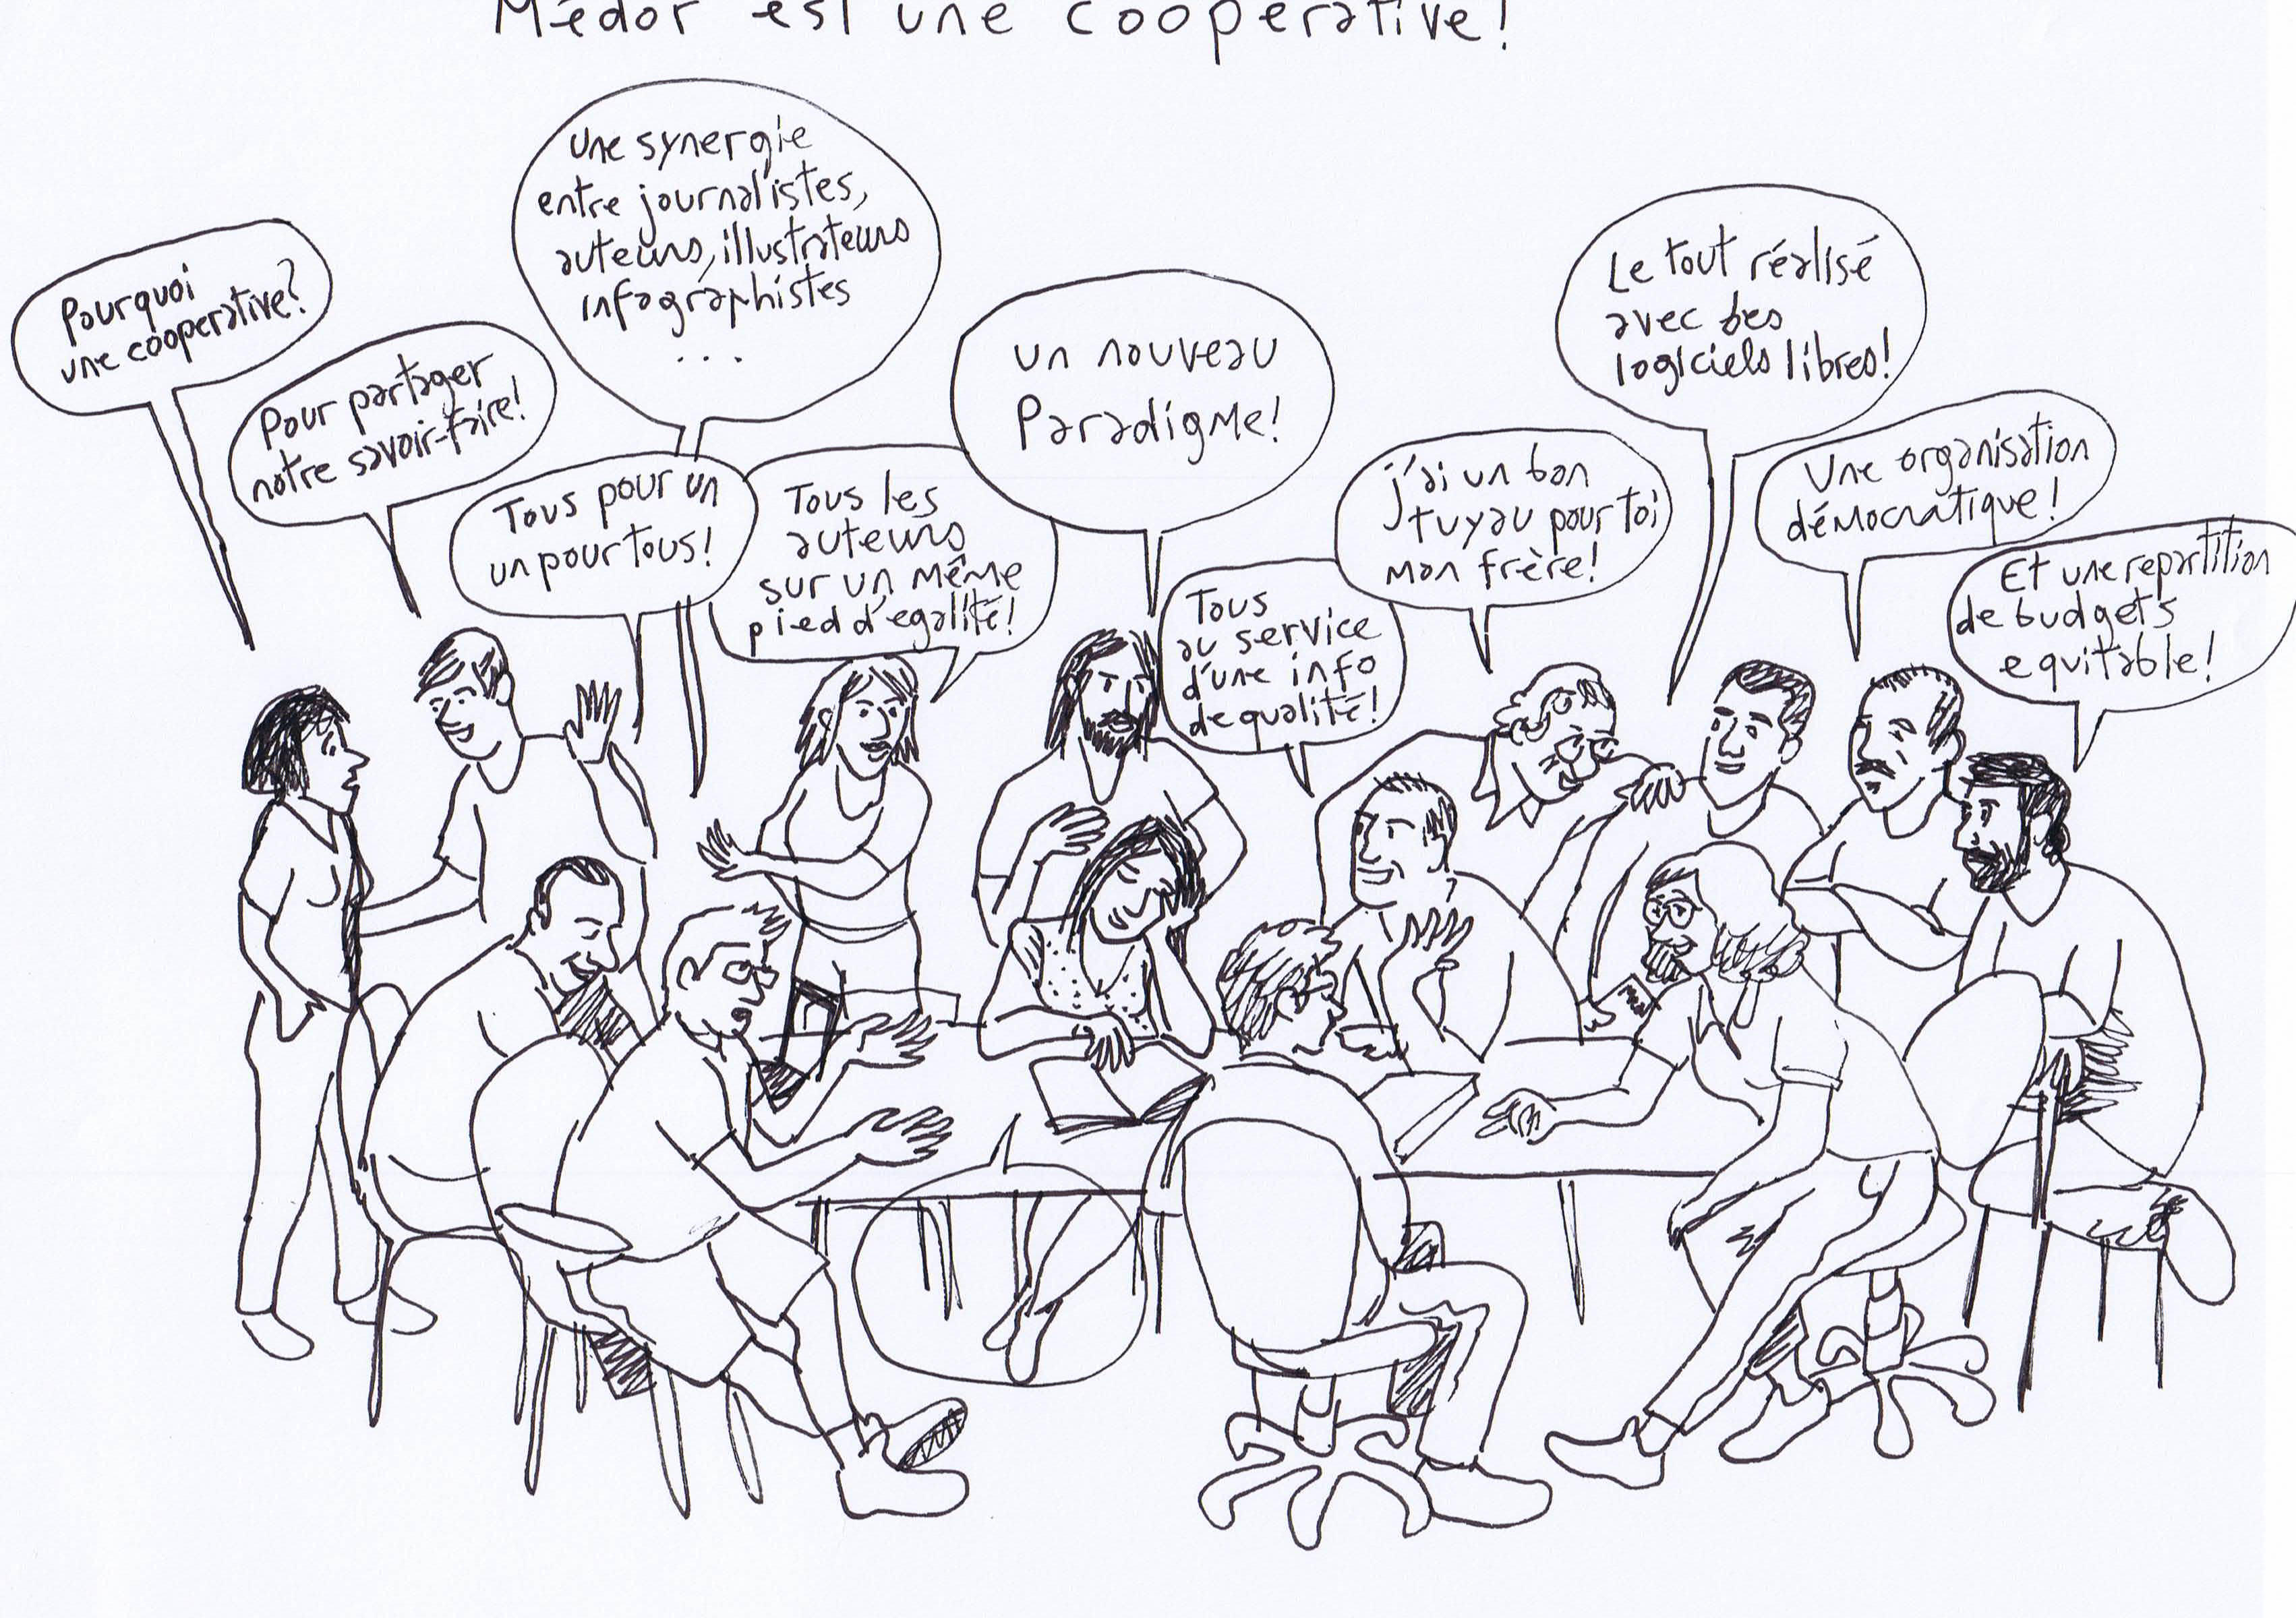 Médor est une cooperative!
Pourquoi
une cooperative?
Pour partager
notre savoir-faire!
Une synergie
entre journalistes,
auteurs, illustrateurs
infographistes
...
Tous pour un
un pour tous!
Tous les
auteurs
sur un même
pied d'egalité!
un nouveau
Paradigme!
Tous
au service
d'une info
de qualité!
j'ai un bon
tuyau pour toi
mon frère!
Le tout réalisé
avec des
logiciels libres!
Une organisation
démocratique!
Et une repartition
de budgets
equitable!